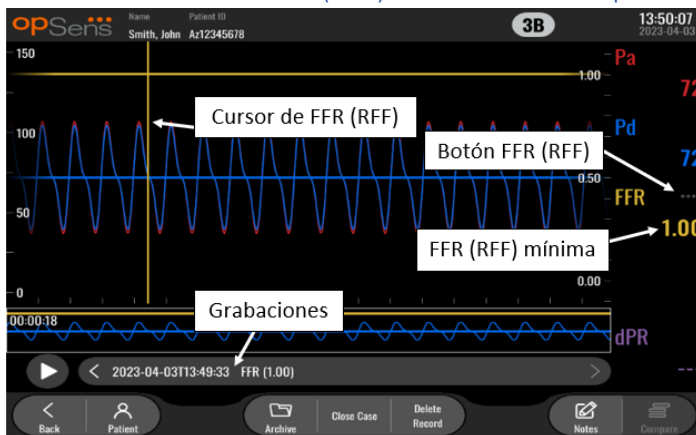 opSens
Name
Patient ID
Smith, John
Az12345678
3B
13:50:07
2023-04-03
150
100
50
0
1.00
0.50
0.00
Pa
72
Pd
72
FFR
---
1.00
dPR
--
Cursor de FFR (RFF)
Botón FFR (RFF)
FFR (RFF) mínima
Grabaciones
00:00:18
2023-04-03T13:49:33 FFR (1.00)
Back
Patient
Archive
Close Case
Delete
Record
Notes
Compare